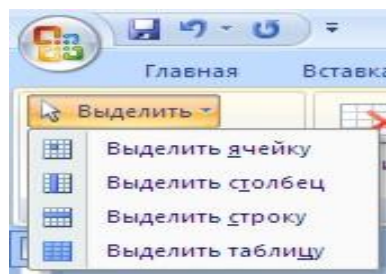 Главная Вставка
Выделить
Выделить ячейку
Выделить столбец
Выделить строку
Выделить таблицу